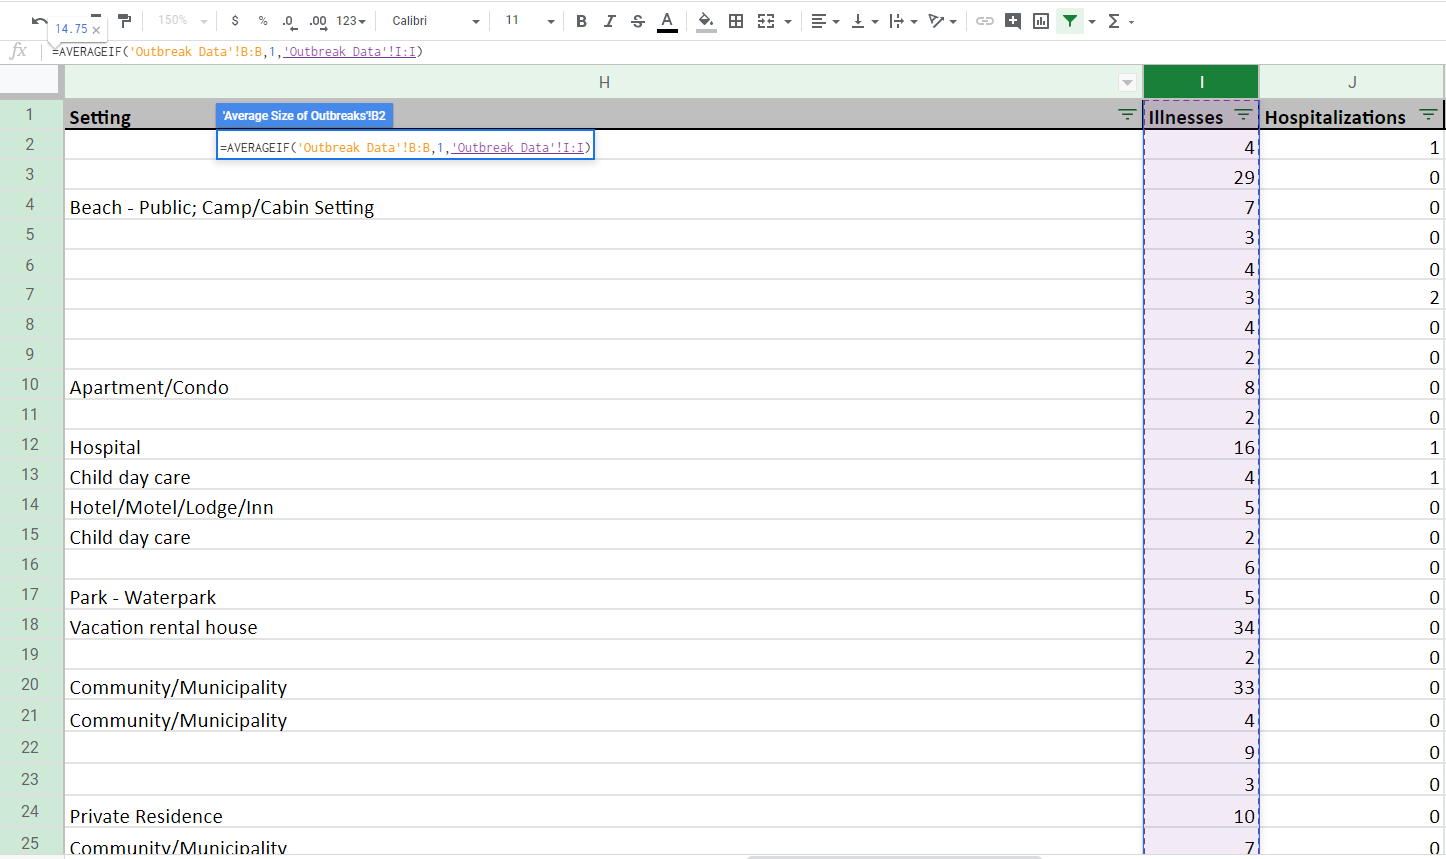 14.75 ×
150% $ % .0 .00 123 Calibri 11 B I S A Σ
fx =AVERAGEIF('Outbreak Data'!B:B,1,'Outbreak Data'!I:I)
H I J
1 Setting 'Average Size of Outbreaks'!B2 Illnesses Hospitalizations
2 =AVERAGEIF('Outbreak Data'!B:B,1,'Outbreak Data'!I:I) 4 1
3 29 0
4 Beach - Public; Camp/Cabin Setting 7 0
5 3 0
6 4 0
7 3 2
8 4 0
9 2 0
10 Apartment/Condo 8 0
11 2 0
12 Hospital 16 1
13 Child day care 4 1
14 Hotel/Motel/Lodge/Inn 5 0
15 Child day care 2 0
16 6 0
17 Park - Waterpark 5 0
18 Vacation rental house 34 0
19 2 0
20 Community/Municipality 33 0
21 Community/Municipality 4 0
22 9 0
23 3 0
24 Private Residence 10 0
25 Community/Municipality 7 0